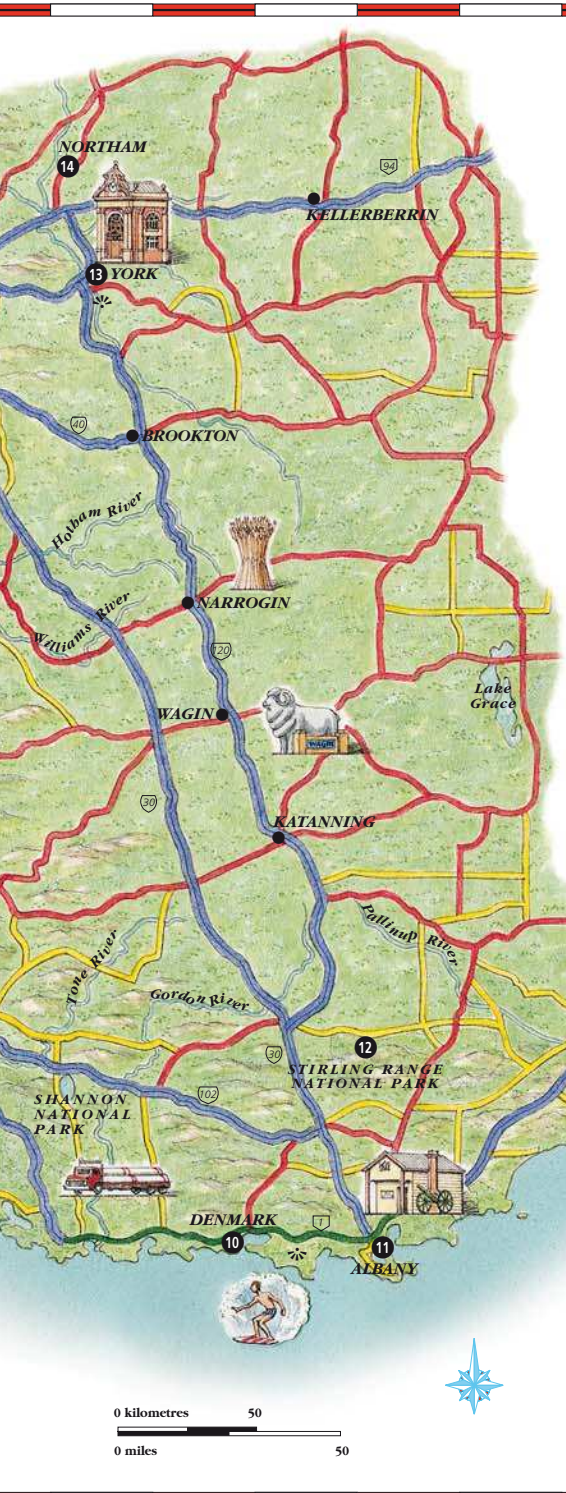 NORTHAM
14
94
KELLERBERRIN
13 YORK
40
BROOKTON
Hotham River
NARROGIN
Williams River
120
Lake
Grace
WAGIN
WAGIN
30
KATANNING
Pallinup River
Tone River
Gordon River
12
30
STIRLING RANGE
NATIONAL PARK
102
SHANNON
NATIONAL
PARK
DENMARK
1
10
11
ALBANY
0 kilometres 50
0 miles 50